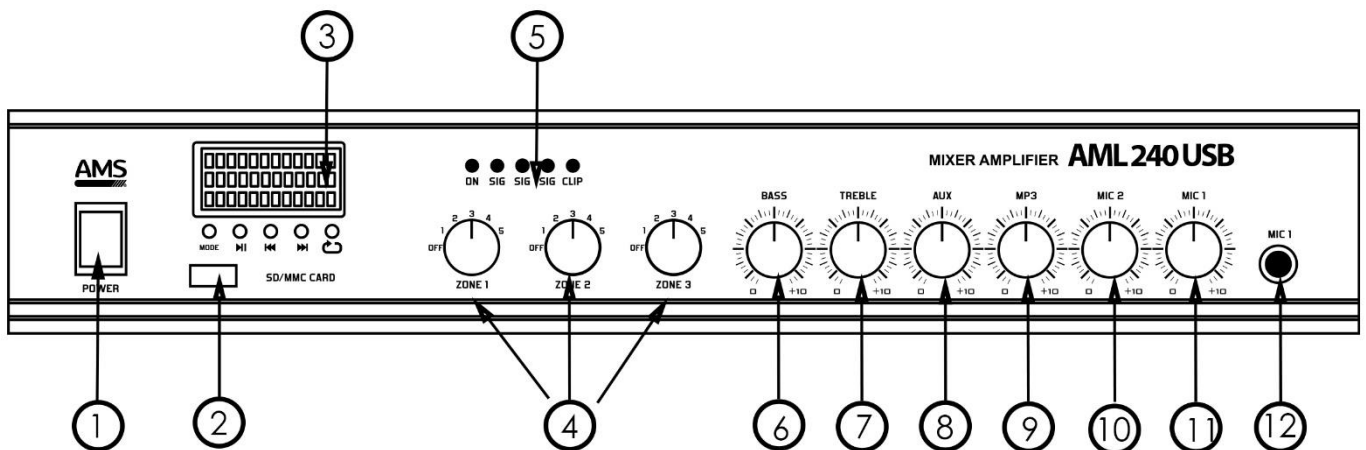 3
5
AMS
MIXER AMPLIFIER AML 240 USB
ON SIG SIG SIG CLIP
BASS TREBLE AUX MP3 MIC 2 MIC 1
MIC 1
OFF 1 2 3 4 5
OFF 1 2 3 4 5
OFF 1 2 3 4 5
MODE
POWER
SD/MMC CARD
ZONE 1 ZONE 2 ZONE 3
0 +10 0 +10 0 +10 0 +10 0 +10 0 +10
1 2 4 6 7 8 9 10 11 12